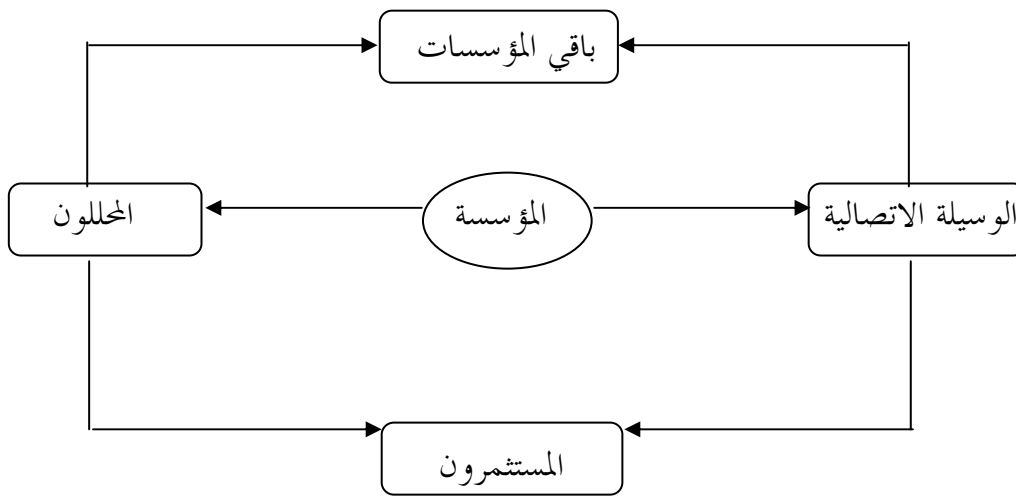 باقي المؤسسات
الوسيلة الاتصالية
المؤسسة
المحللون
المستثمرون